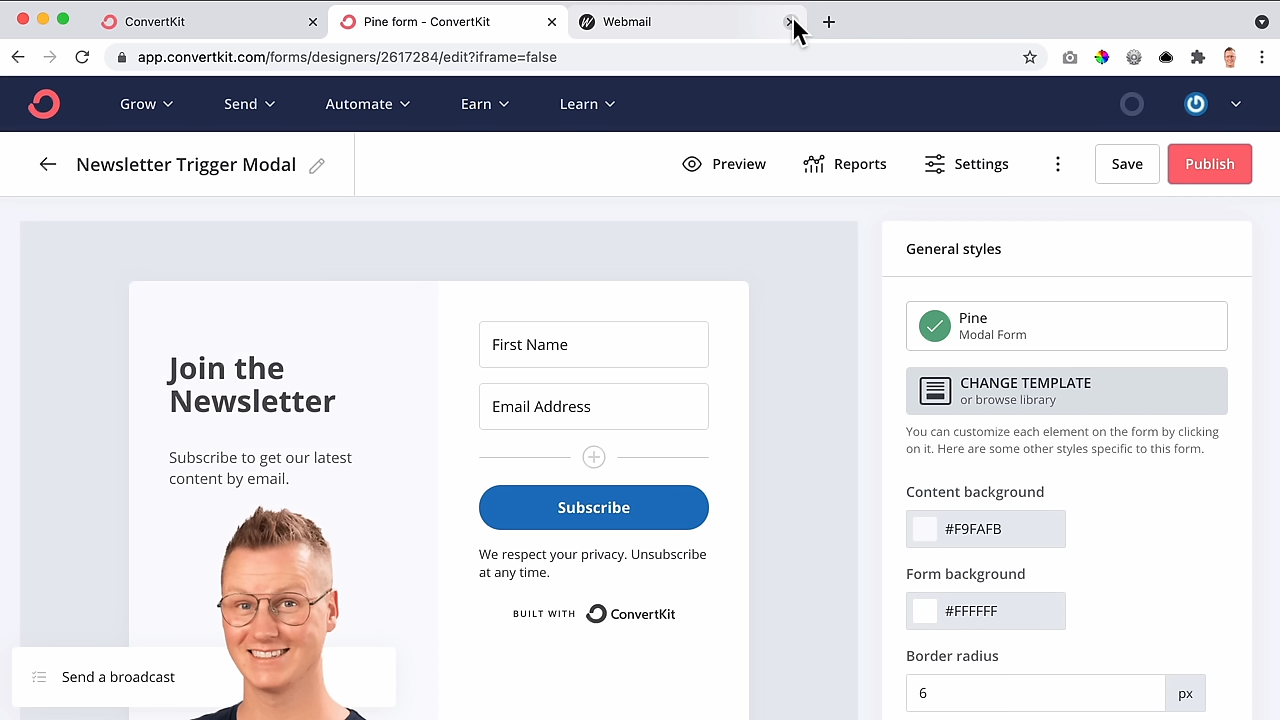 ConvertKit
Pine form - ConvertKit
Webmail
app.convertkit.com/forms/designers/2617284/edit?iframe=false
Grow
Send
Automate
Earn
Learn
Newsletter Trigger Modal
Preview
Reports
Settings
Save
Publish
Join the
Newsletter
Subscribe to get our latest
content by email.
First Name
Email Address
Subscribe
We respect your privacy. Unsubscribe
at any time.
BUILT WITH ConvertKit
Send a broadcast
General styles
Pine
Modal Form
CHANGE TEMPLATE
or browse library
You can customize each element on the form by clicking
on it. Here are some other styles specific to this form.
Content background
#F9FAFB
Form background
#FFFFFF
Border radius
6 px